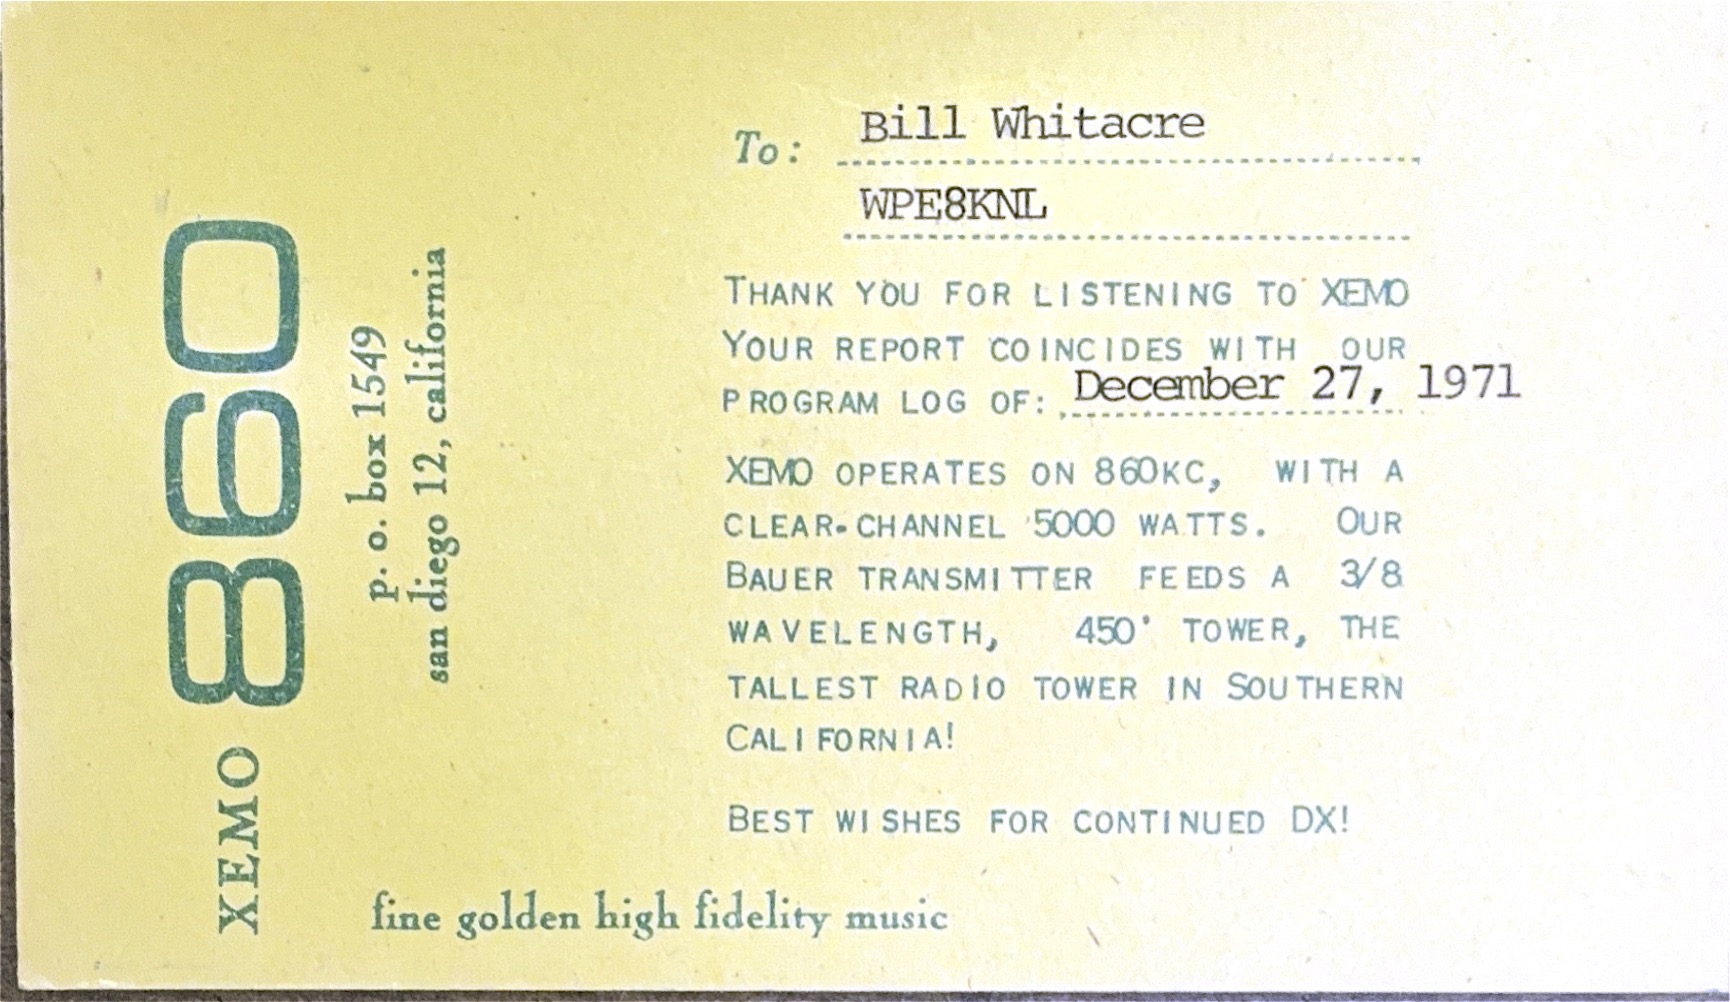 XEMO 860
p. o. box 1549
san diego 12, california
To: Bill Whitacre
WPE8KNL
THANK YOU FOR LISTENING TO XEMO
YOUR REPORT COINCIDES WITH OUR
PROGRAM LOG OF: December 27, 1971
XEMO OPERATES ON 860KC, WITH A
CLEAR-CHANNEL 5000 WATTS. OUR
BAUER TRANSMITTER FEEDS A 3/8
WAVELENGTH, 450' TOWER, THE
TALLEST RADIO TOWER IN SOUTHERN
CALIFORNIA!
BEST WISHES FOR CONTINUED DX!
fine golden high fidelity music